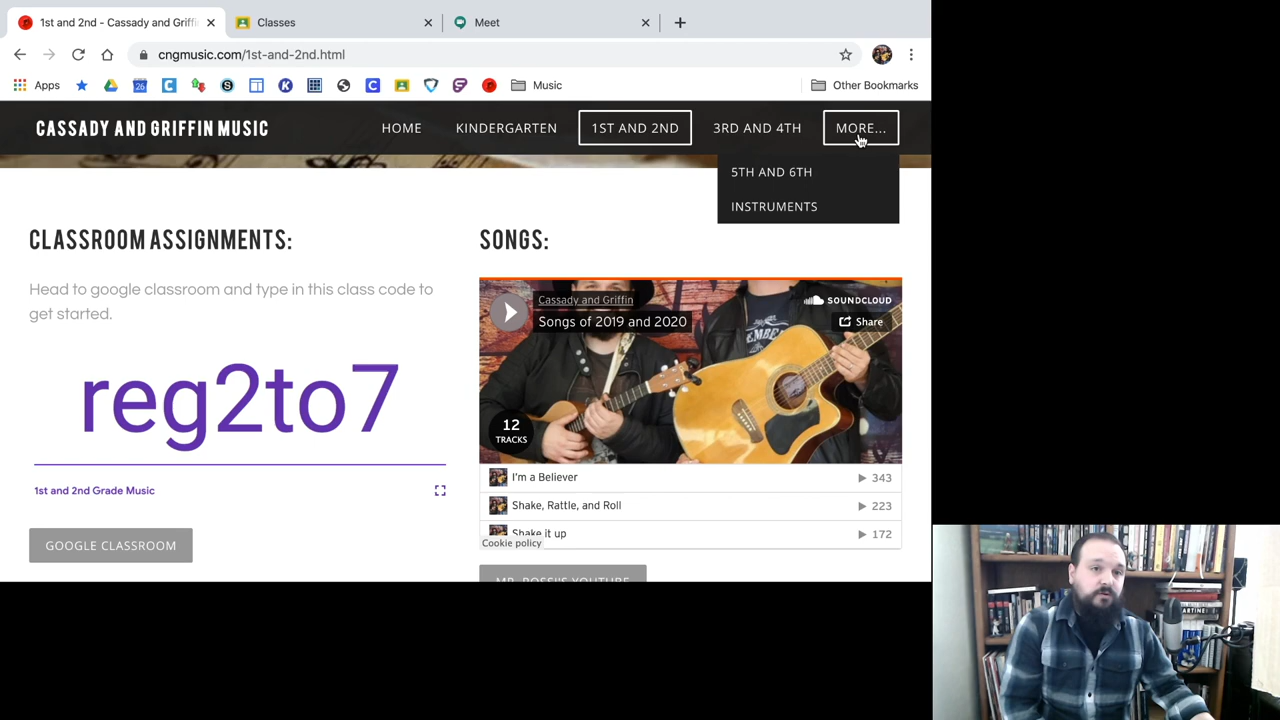 1st and 2nd - Cassady and Griffi
Classes
Meet
cngmusic.com/1st-and-2nd.html
Apps
26
Music
Other Bookmarks
CASSADY AND GRIFFIN MUSIC
HOME
KINDERGARTEN
1ST AND 2ND
3RD AND 4TH
MORE...
5TH AND 6TH
INSTRUMENTS
CLASSROOM ASSIGNMENTS:
Head to google classroom and type in this class code to
get started.
reg2to7
1st and 2nd Grade Music
GOOGLE CLASSROOM
SONGS:
Cassady and Griffin
Songs of 2019 and 2020
SOUNDCLOUD
Share
12
TRACKS
I'm a Believer
343
Shake, Rattle, and Roll
223
Shake it up
172
Cookie policy
MR. ROSSI'S YOUTUBE